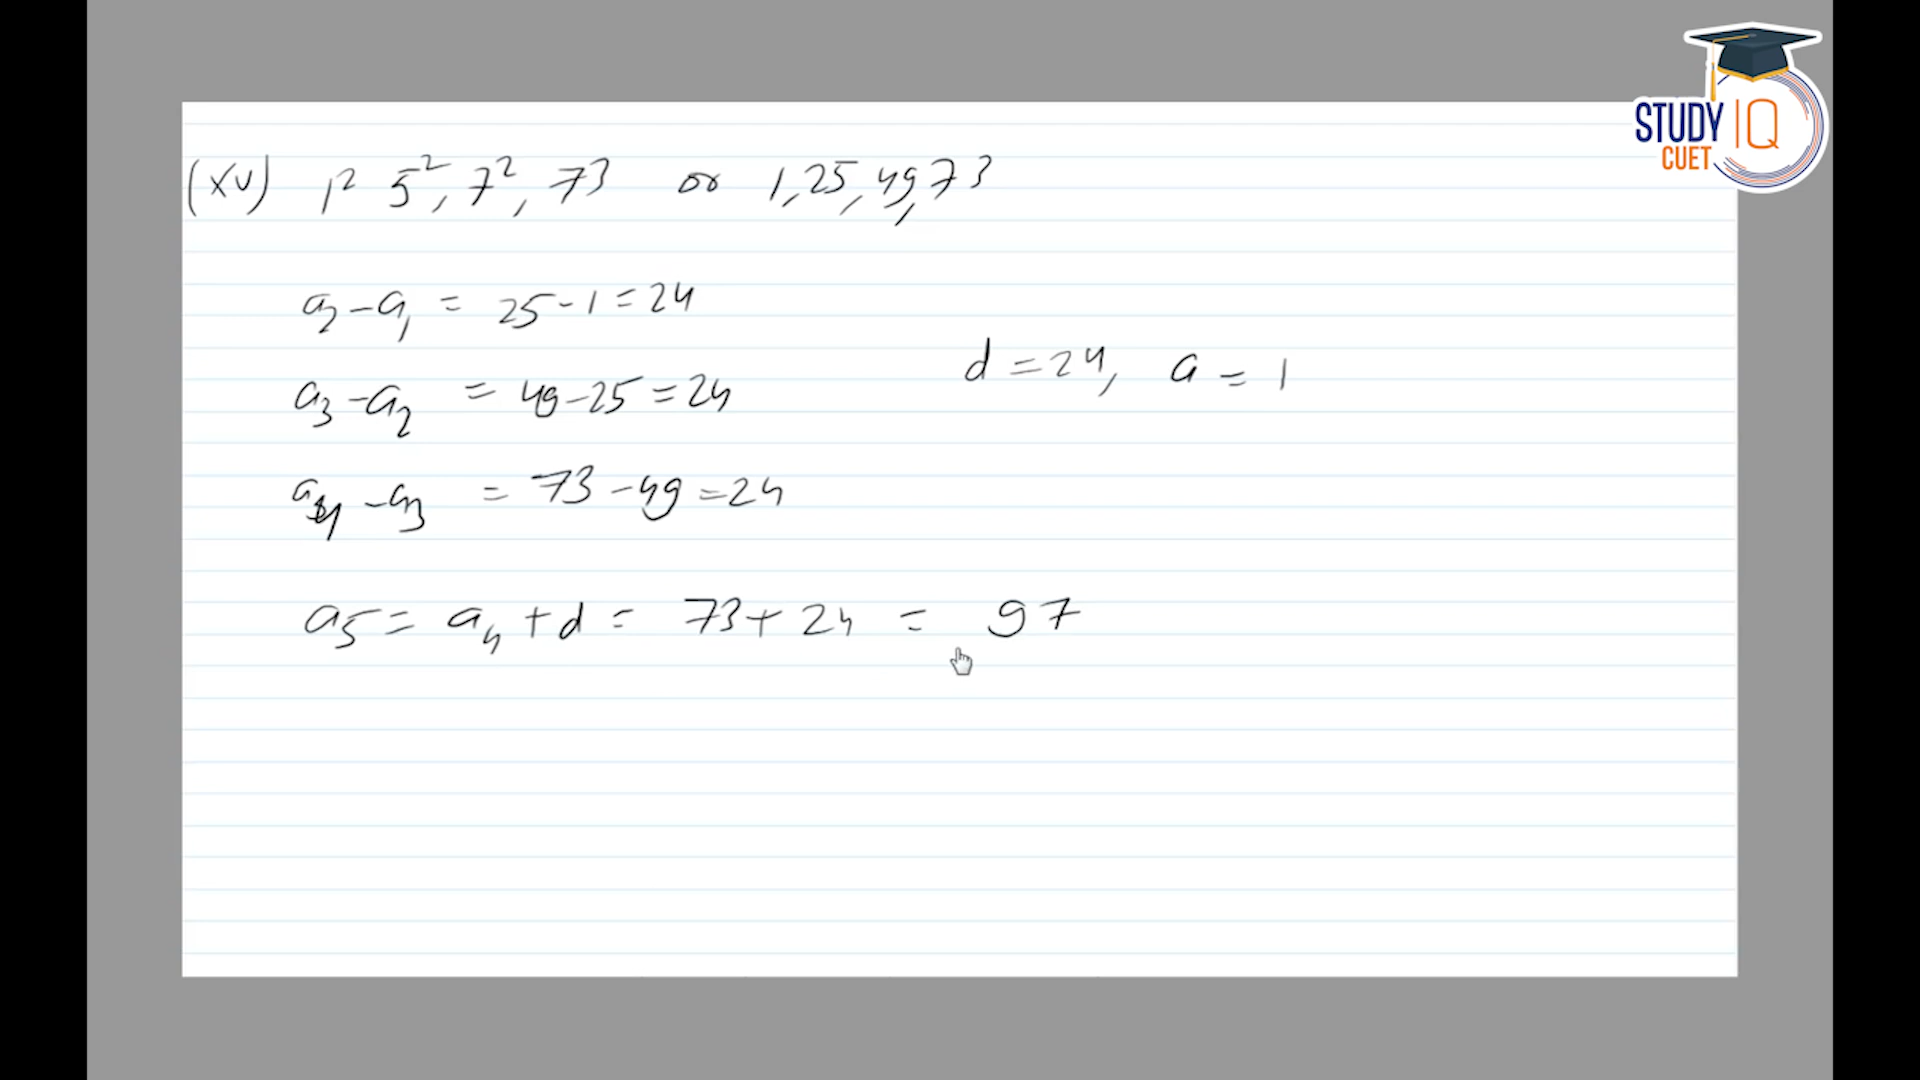 STUDY IQ
CUET
(xv) 1² 5², 7², 73 or 1, 25, 49, 73
a₂ - a₁ = 25 - 1 = 24
d = 24, a = 1
a₃ - a₂ = 49 - 25 = 24
a₄ - a₃ = 73 - 49 = 24
a₅ = a₄ + d = 73 + 24 = 97